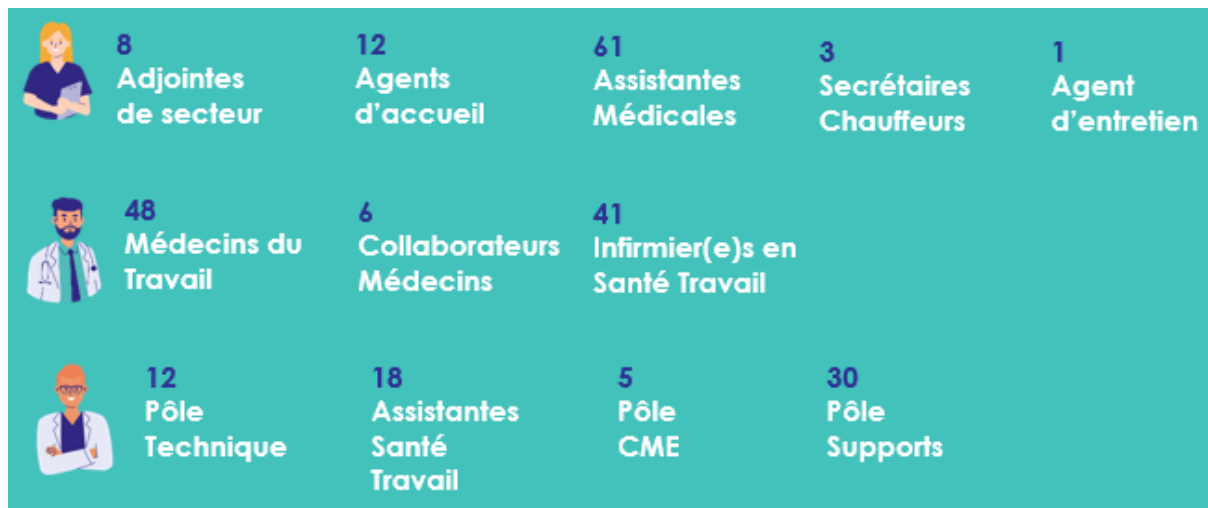 8
Adjointes
de secteur
12
Agents
d'accueil
61
Assistantes
Médicales
3
Secrétaires
Chauffeurs
1
Agent
d'entretien
48
Médecins du
Travail
6
Collaborateurs
Médecins
41
Infirmier(e)s en
Santé Travail
12
Pôle
Technique
18
Assistantes
Santé
Travail
5
Pôle
CME
30
Pôle
Supports